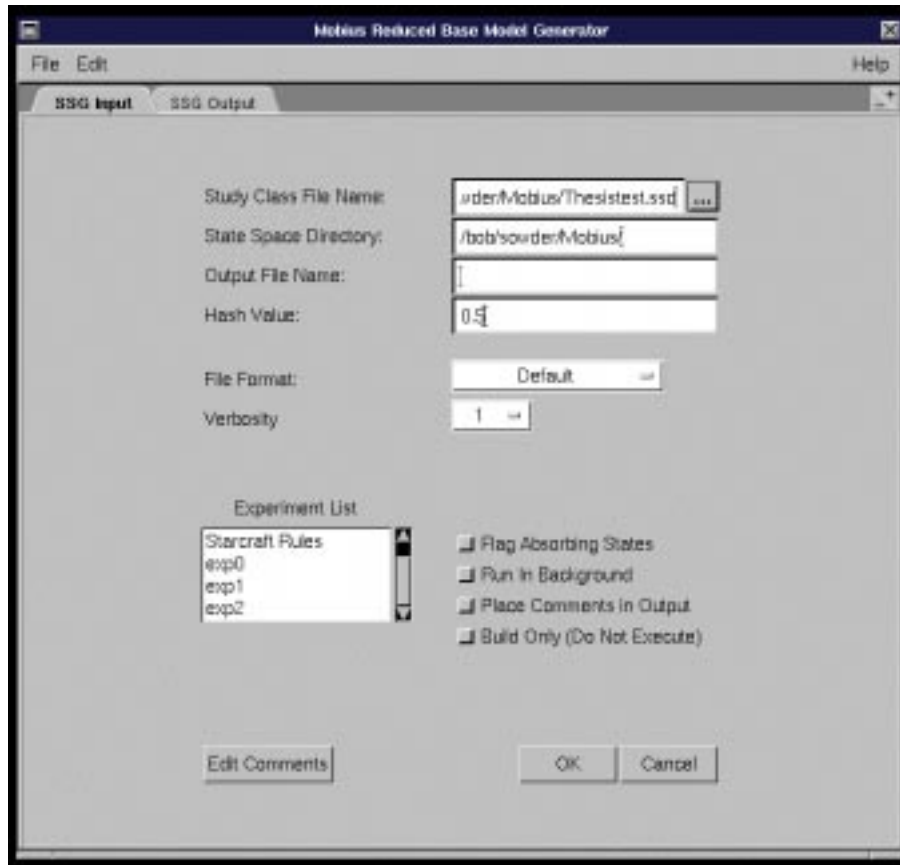 Mobius Reduced Base Model Generator
File Edit Help
SSG Input SSG Output
Study Class File Name: .vder/Mobius/Thesistest.ssd ...
State Space Directory: /bob/sowder/Mobius/
Output File Name:
Hash Value: 0.5
File Format: Default
Verbosity 1
Experiment List
Starcraft Rules
exp0
exp1
exp2
Flag Absorbing States
Run In Background
Place Comments in Output
Build Only (Do Not Execute)
Edit Comments OK Cancel